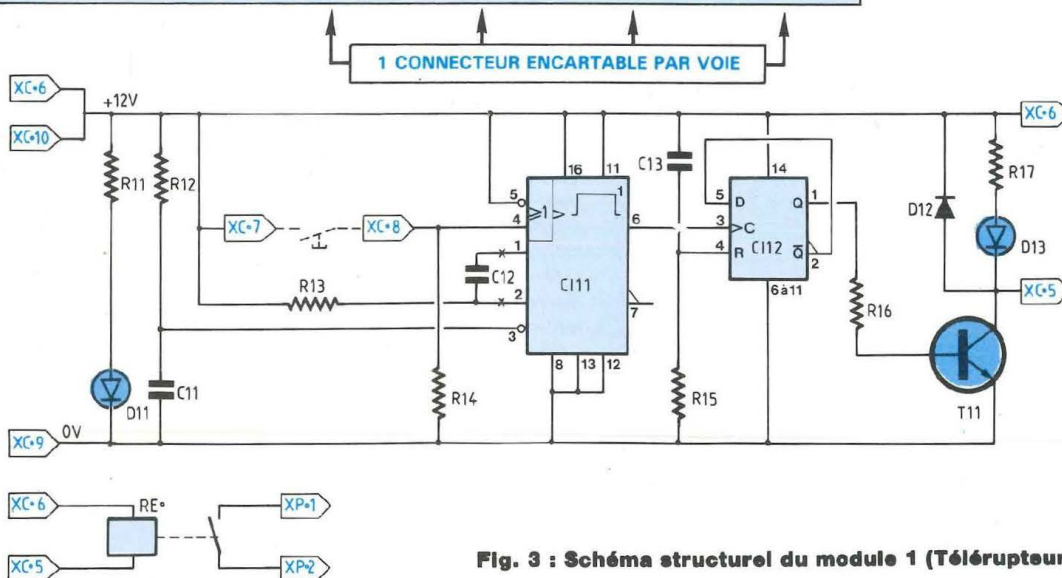 1 CONNECTEUR ENCARTABLE PAR VOIE
XC•6
+12V
XC•6
XC•10
R11
R12
C13
16
11
14
R17
5
1
5
D
Q
1
D12
D13
XC•7
XC•8
≥1
4
6
3
C
CI12
1
4
R
Q
2
C12
CI11
6à11
XC•5
R13
2
7
R16
3
8
13
12
R14
R15
T11
D11
C11
XC•9
0V
XC•6
RE•
XP•1
XC•5
XP•2
Fig. 3 : Schéma structurel du module 1 (Télérupteur